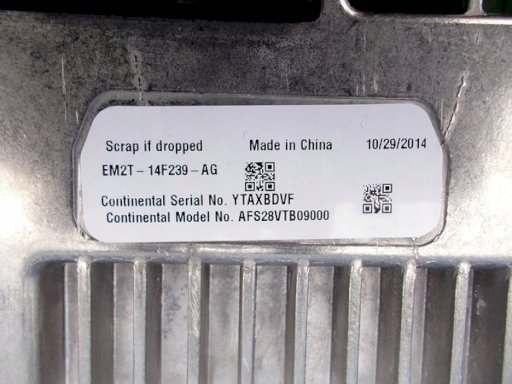 Scrap if dropped Made in China 10/29/2014
EM2T-14F239-AG
Continental Serial No. YTAXBDVF
Continental Model No. AFS28VTB09000